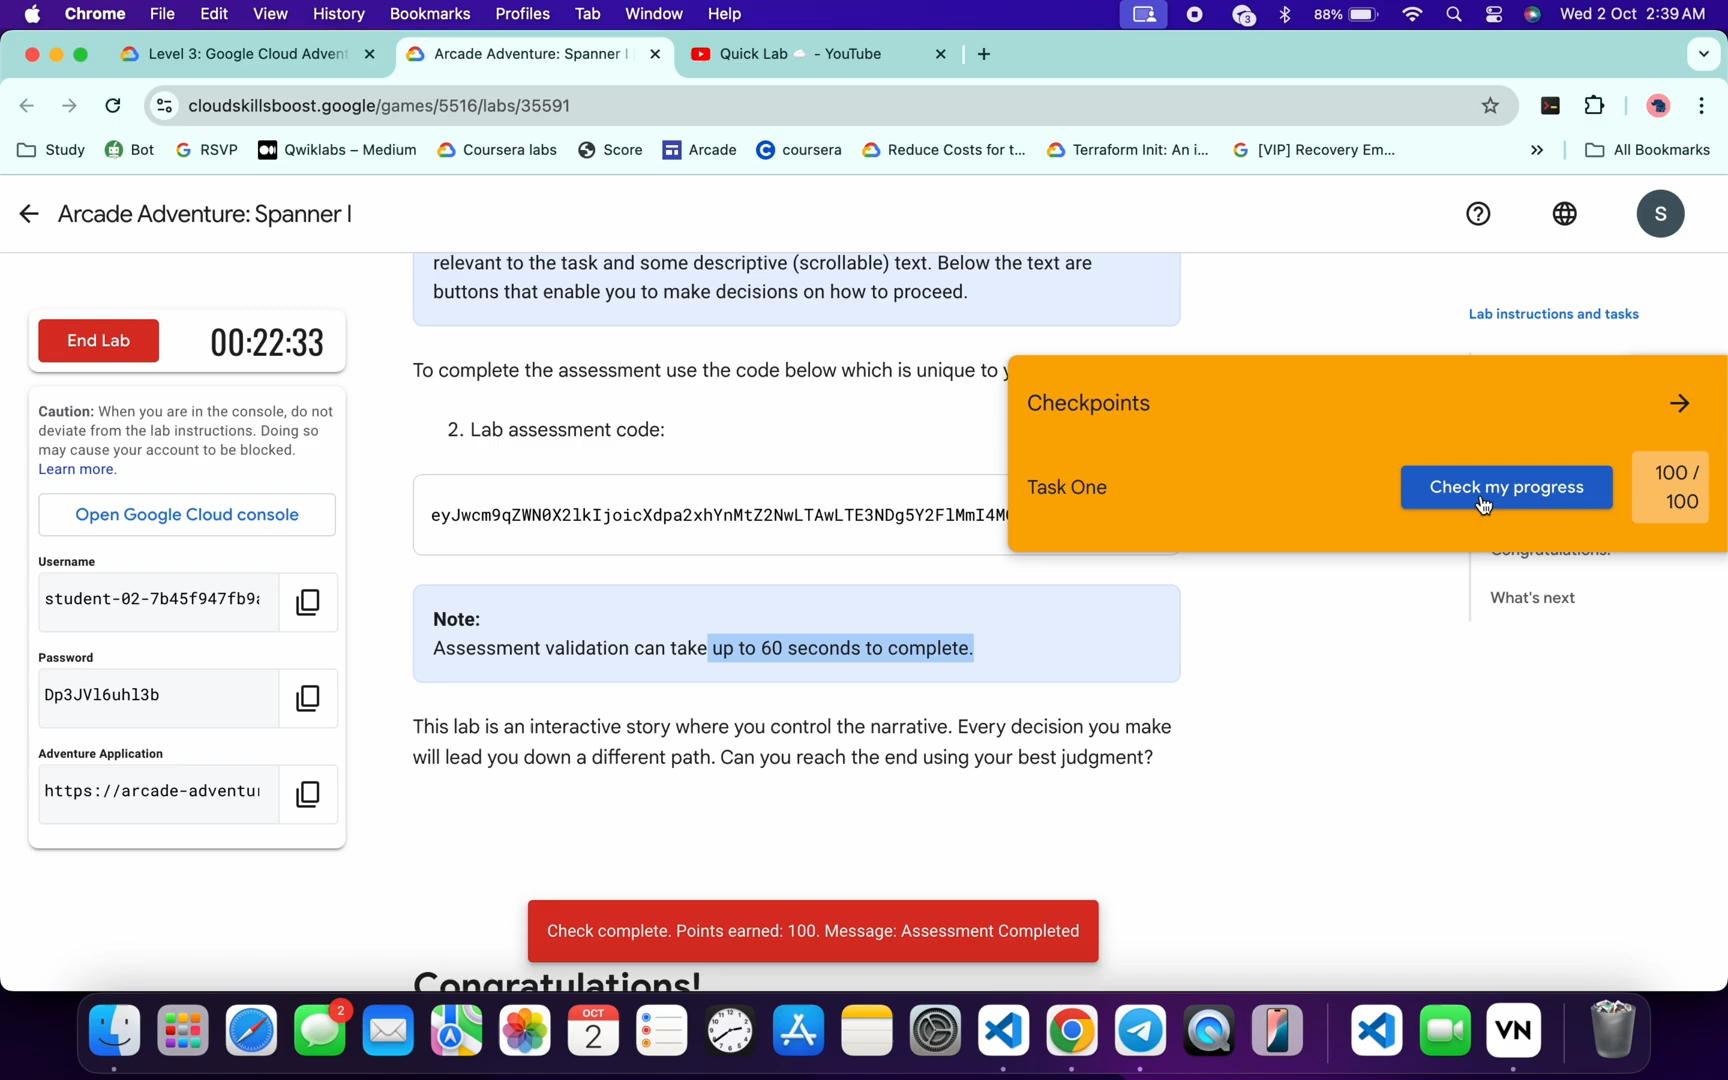 Chrome File Edit View History Bookmarks Profiles Tab Window Help 3 88% Wed 2 Oct 2:39 AM
Level 3: Google Cloud Advent Arcade Adventure: Spanner I Quick Lab - YouTube
cloudskillsboost.google/games/5516/labs/35591
Study Bot RSVP Qwiklabs – Medium Coursera labs Score Arcade coursera Reduce Costs for t... Terraform Init: An i... [VIP] Recovery Em... » All Bookmarks
Arcade Adventure: Spanner I
S
relevant to the task and some descriptive (scrollable) text. Below the text are
buttons that enable you to make decisions on how to proceed.
End Lab 00:22:33
Caution: When you are in the console, do not
deviate from the lab instructions. Doing so
may cause your account to be blocked.
Learn more.
Open Google Cloud console
Username
student-02-7b45f947fb9
Password
Dp3JVl6uhl3b
Adventure Application
https://arcade-adventu
To complete the assessment use the code below which is unique to
2. Lab assessment code:
eyJwcm9qZWN0X2lkIjoicXdpa2xhYnMtZ2NwLTAwLTE3NDg5Y2FlMmI4M
Note:
Assessment validation can take up to 60 seconds to complete.
This lab is an interactive story where you control the narrative. Every decision you make
will lead you down a different path. Can you reach the end using your best judgment?
Lab instructions and tasks
Checkpoints
Task One
Check my progress
100 /
100
Congratulations!
What's next
Check complete. Points earned: 100. Message: Assessment Completed
Congratulations!
2
OCT
2
VN